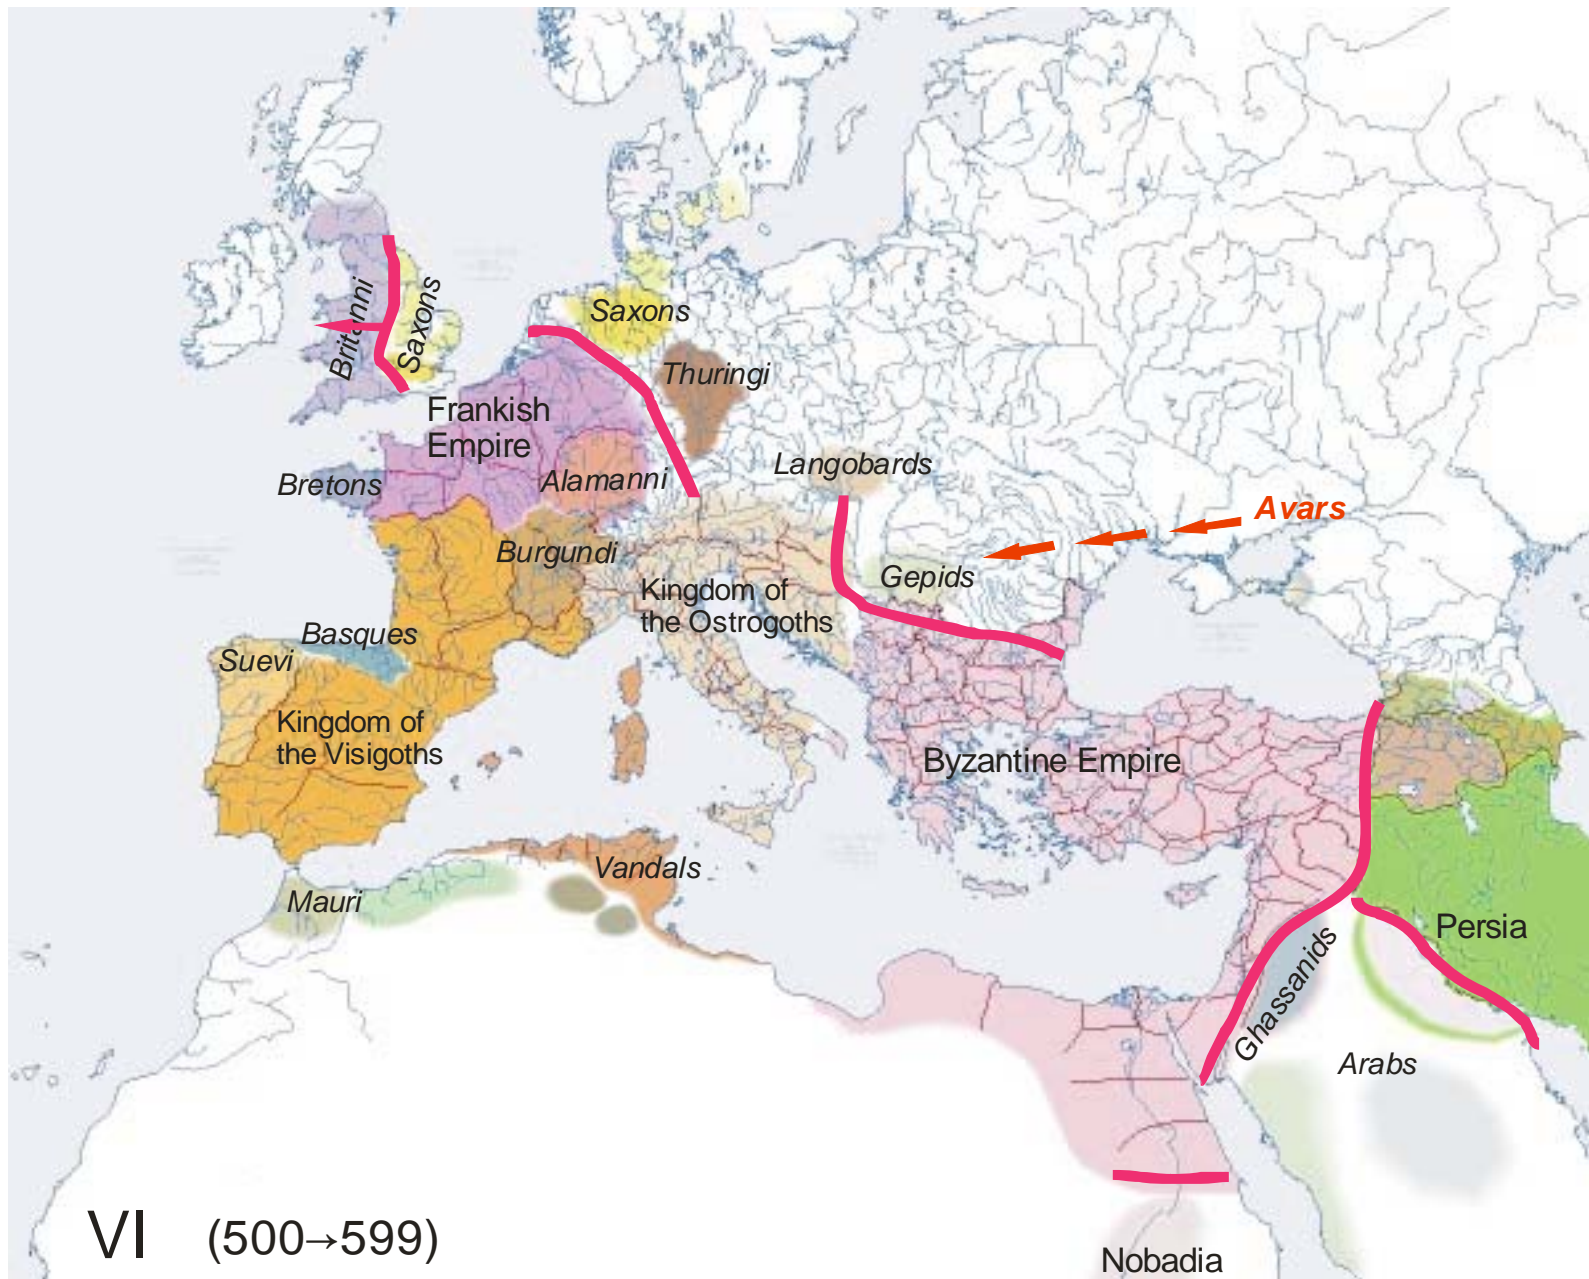 Britanni
Saxons
Saxons
Thuringi
Frankish
Empire
Bretons
Alamanni
Langobards
Avars
Burgundi
Gepids
Kingdom of
the Ostrogoths
Basques
Suevi
Kingdom of
the Visigoths
Byzantine Empire
Vandals
Mauri
Persia
Ghassanids
Arabs
VI (500→599)
Nobadia